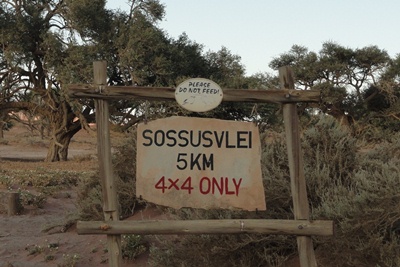 PLEASE
DO NOT FEED!
SOSSUSVLEI
5KM
4×4 ONLY